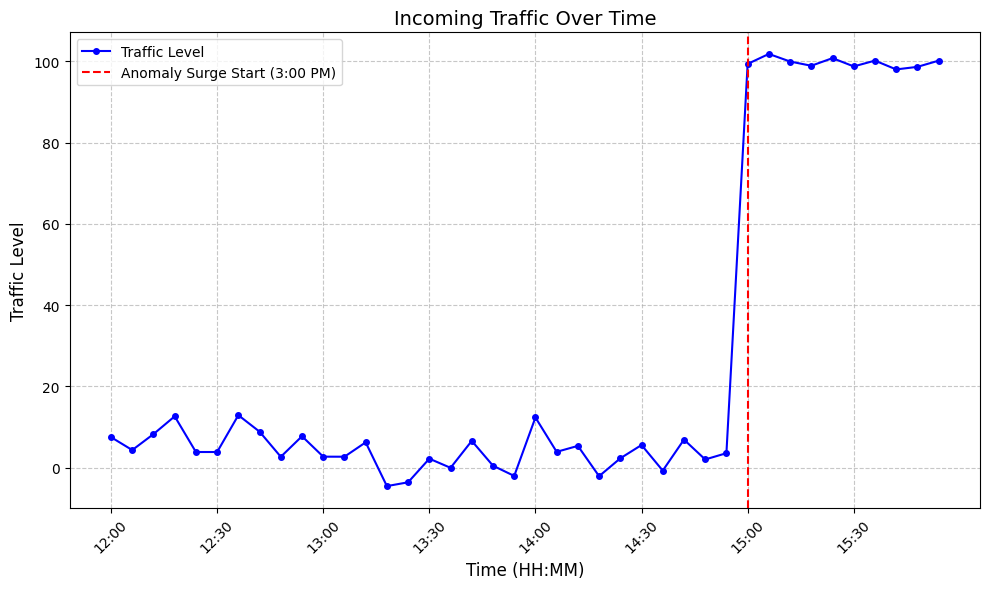 Incoming Traffic Over Time
Traffic Level
Anomaly Surge Start (3:00 PM)
100
80
60
40
20
0
Traffic Level
12:00
12:30
13:00
13:30
14:00
14:30
15:00
15:30
Time (HH:MM)